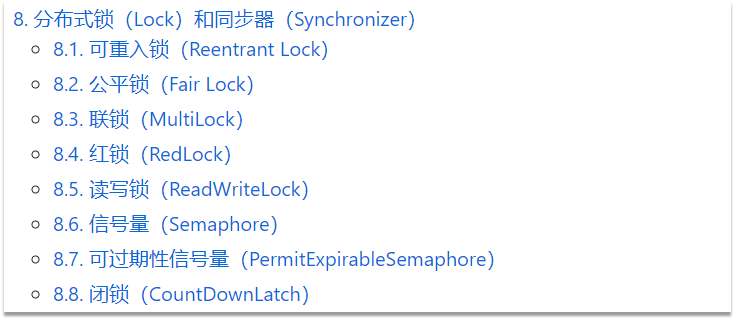 8. 分布式锁（Lock）和同步器（Synchronizer）
8.1. 可重入锁（Reentrant Lock）
8.2. 公平锁（Fair Lock）
8.3. 联锁（MultiLock）
8.4. 红锁（RedLock）
8.5. 读写锁（ReadWriteLock）
8.6. 信号量（Semaphore）
8.7. 可过期性信号量（PermitExpirableSemaphore）
8.8. 闭锁（CountDownLatch）